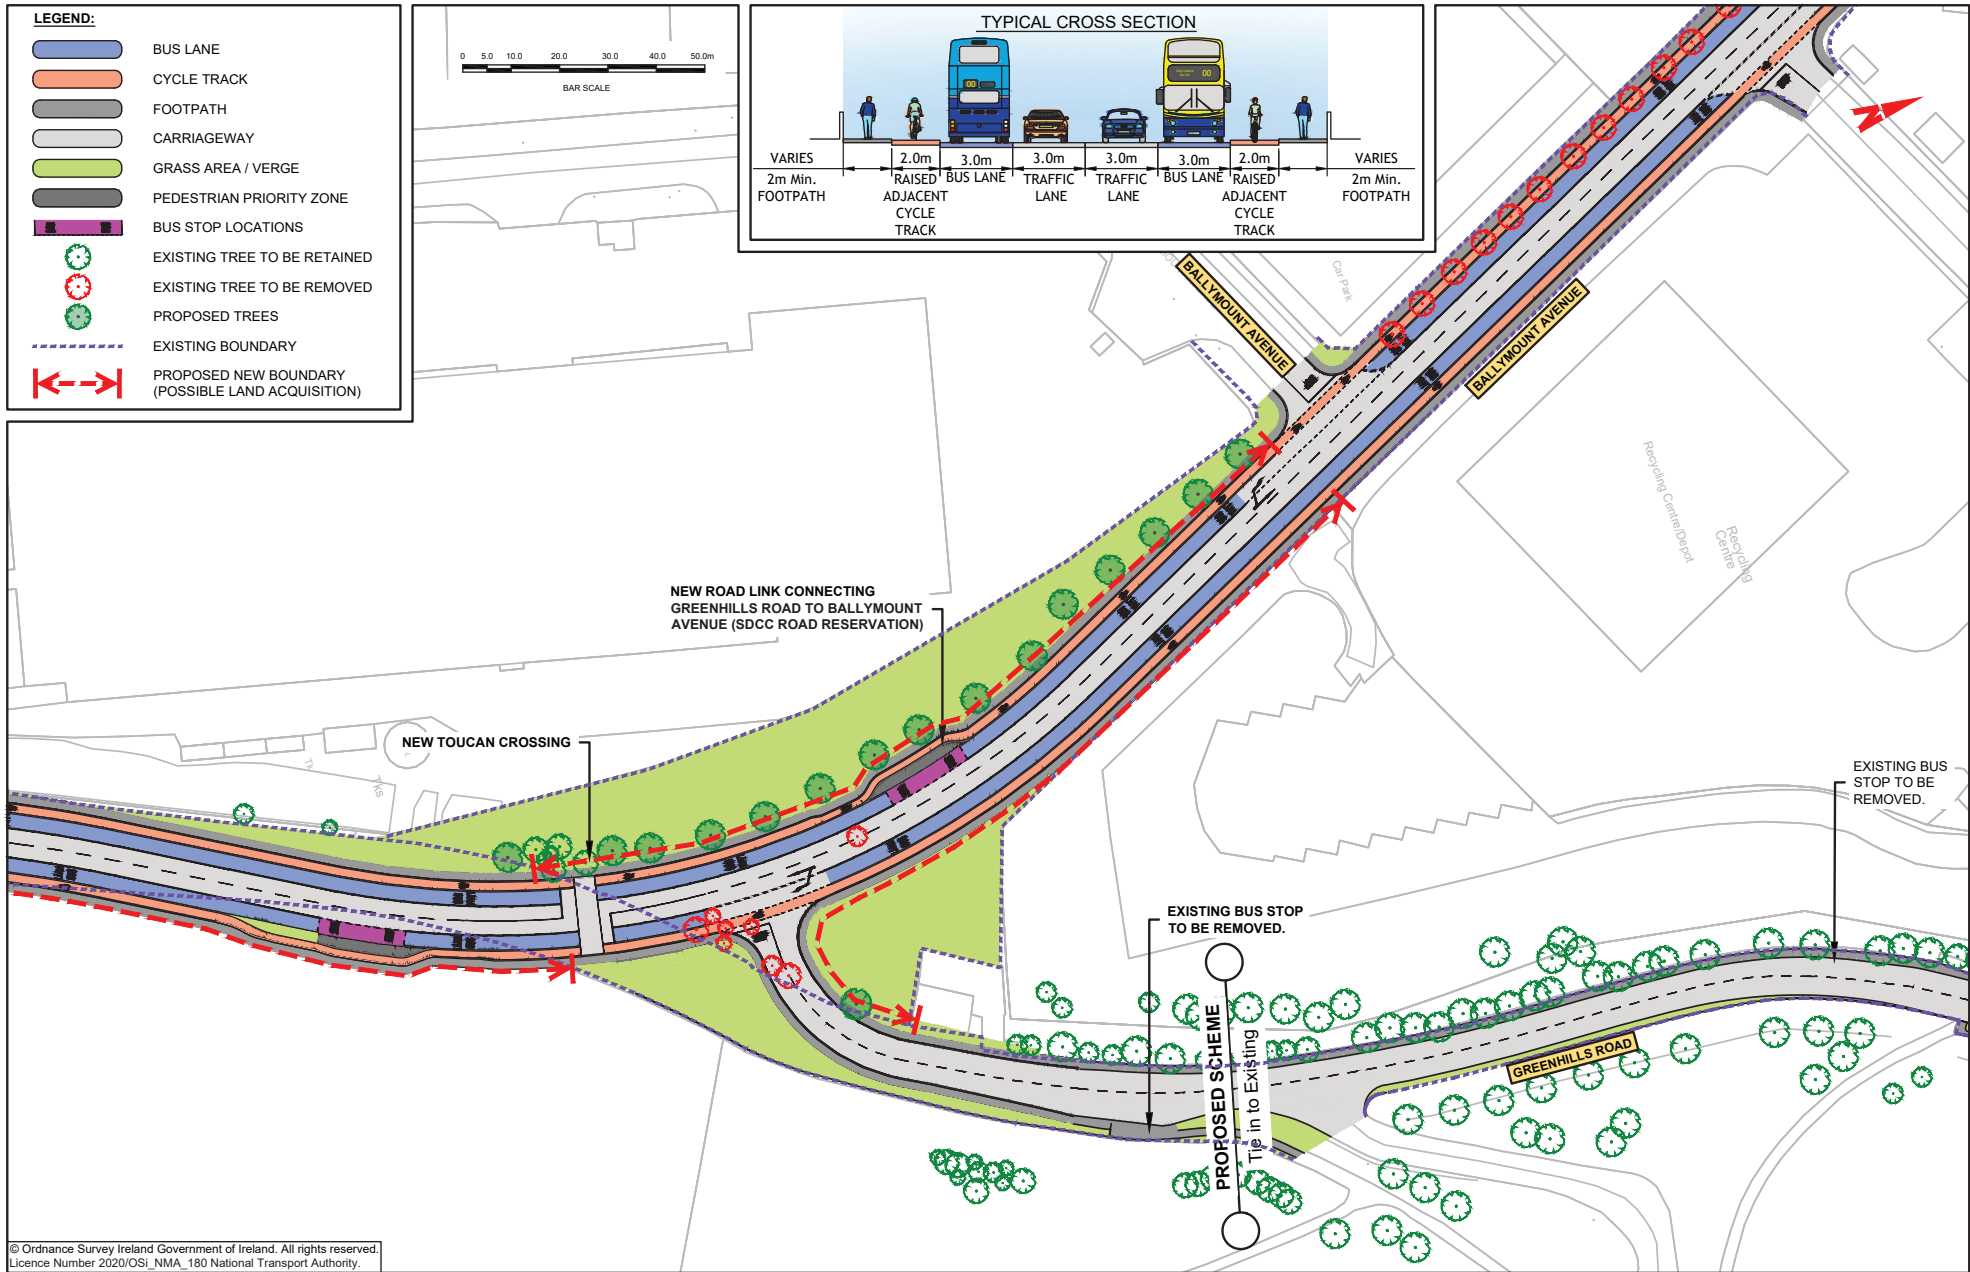 LEGEND:
BUS LANE
CYCLE TRACK
FOOTPATH
CARRIAGEWAY
GRASS AREA / VERGE
PEDESTRIAN PRIORITY ZONE
BUS STOP LOCATIONS
EXISTING TREE TO BE RETAINED
EXISTING TREE TO BE REMOVED
PROPOSED TREES
EXISTING BOUNDARY
PROPOSED NEW BOUNDARY
(POSSIBLE LAND ACQUISITION)
0 5.0 10.0 20.0 30.0 40.0 50.0m
BAR SCALE
TYPICAL CROSS SECTION
00
00
VARIES
2m Min.
FOOTPATH
2.0m
RAISED
ADJACENT
CYCLE
TRACK
3.0m
BUS LANE
3.0m
TRAFFIC
LANE
3.0m
TRAFFIC
LANE
3.0m
BUS LANE
2.0m
RAISED
ADJACENT
CYCLE
TRACK
VARIES
2m Min.
FOOTPATH
N
BALLYMOUNT AVENUE
Car Park
BALLYMOUNT AVENUE
Recycling Centre/Depot
Recycling
Centre
NEW ROAD LINK CONNECTING
GREENHILLS ROAD TO BALLYMOUNT
AVENUE (SDCC ROAD RESERVATION)
NEW TOUCAN CROSSING
Tk
Tks
EXISTING BUS
STOP TO BE
REMOVED.
EXISTING BUS STOP
TO BE REMOVED.
PROPOSED SCHEME
Tie in to Existing
GREENHILLS ROAD
© Ordnance Survey Ireland Government of Ireland. All rights reserved.
Licence Number 2020/OSi_NMA_180 National Transport Authority.